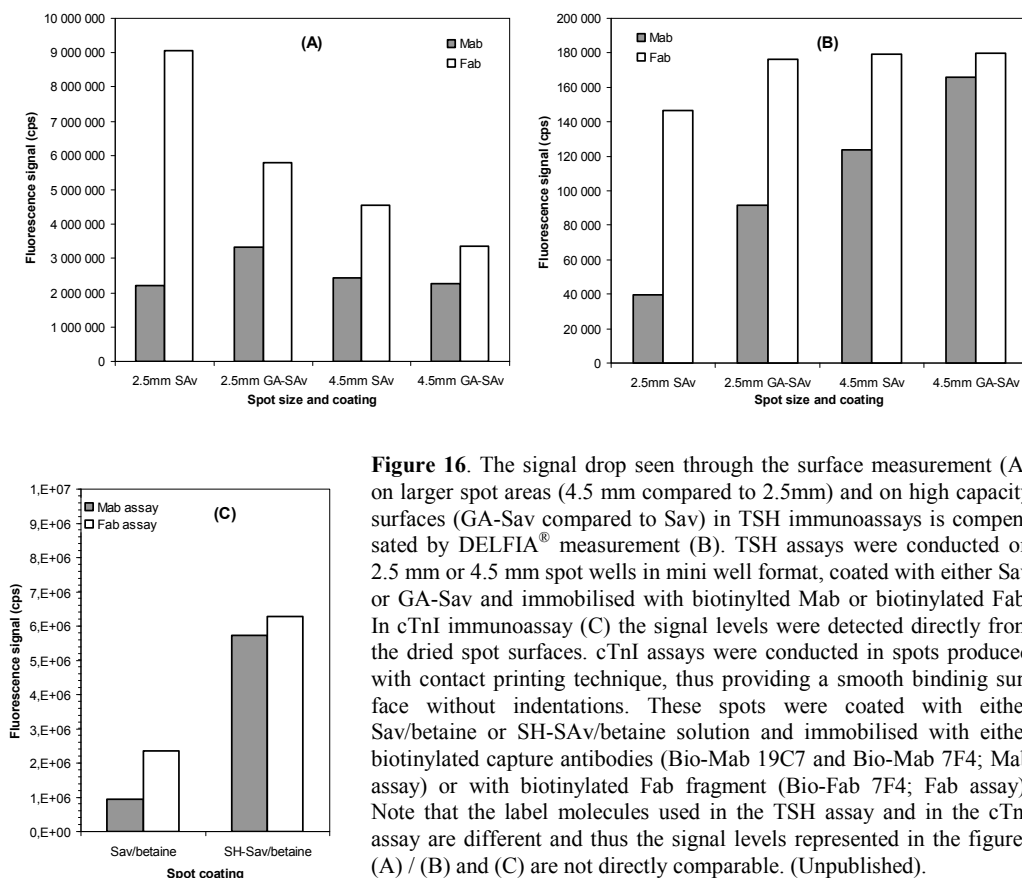 10 000 000
9 000 000
8 000 000
7 000 000
6 000 000
5 000 000
4 000 000
3 000 000
2 000 000
1 000 000
0
Fluorescence signal (cps)
(A)
Mab
Fab
2.5mm SAv 2.5mm GA-SAv 4.5mm SAv 4.5mm GA-SAv
Spot size and coating
200 000
180 000
160 000
140 000
120 000
100 000
80 000
60 000
40 000
20 000
0
Fluorescence signal (cps)
(B)
Mab
Fab
2.5mm SAv 2.5mm GA-SAv 4.5mm SAv 4.5mm GA-SAv
Spot size and coating
1,E+07
9,E+06
8,E+06
7,E+06
6,E+06
5,E+06
4,E+06
3,E+06
2,E+06
1,E+06
0,E+00
Fluorescence signal (cps)
Mab assay
Fab assay
(C)
Sav/betaine SH-Sav/betaine
Spot coating
Figure 16. The signal drop seen through the surface measurement (A
on larger spot areas (4.5 mm compared to 2.5mm) and on high capacity
surfaces (GA-Sav compared to Sav) in TSH immunoassays is compen
sated by DELFIA® measurement (B). TSH assays were conducted o
2.5 mm or 4.5 mm spot wells in mini well format, coated with either Sav
or GA-Sav and immobilised with biotinylted Mab or biotinylated Fab
In cTnI immunoassay (C) the signal levels were detected directly from
the dried spot surfaces. cTnI assays were conducted in spots produced
with contact printing technique, thus providing a smooth bindinig sur
face without indentations. These spots were coated with eithe
Sav/betaine or SH-SAv/betaine solution and immobilised with eithe
biotinylated capture antibodies (Bio-Mab 19C7 and Bio-Mab 7F4; Mab
assay) or with biotinylated Fab fragment (Bio-Fab 7F4; Fab assay)
Note that the label molecules used in the TSH assay and in the cTn
assay are different and thus the signal levels represented in the figure
(A) / (B) and (C) are not directly comparable. (Unpublished).